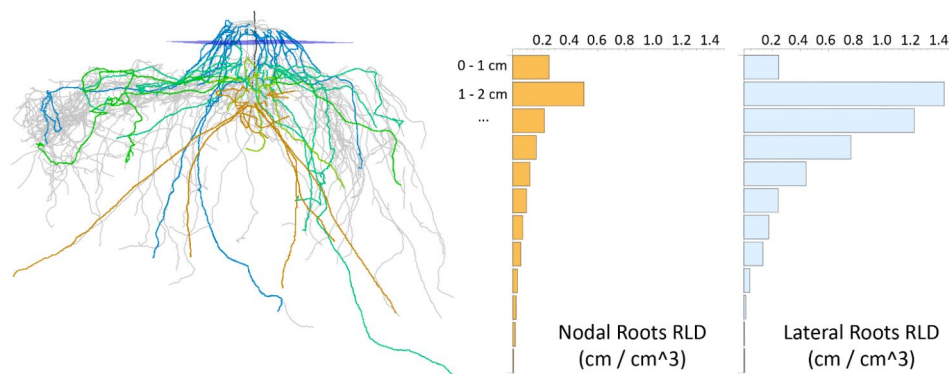 0.2 0.4 0.6 0.8 1.0 1.2 1.4
0 - 1 cm
1 - 2 cm
...
Nodal Roots RLD
(cm / cm^3)
0.2 0.4 0.6 0.8 1.0 1.2 1.4
Lateral Roots RLD
(cm / cm^3)